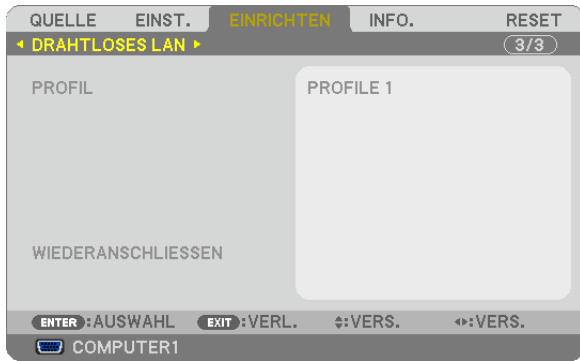 QUELLE EINST. EINRICHTEN INFO. RESET
DRAHTLOSES LAN 3/3
PROFIL PROFILE 1
WIEDERANSCHLIESSEN
ENTER :AUSWAHL EXIT :VERL. :VERS. :VERS.
COMPUTER1